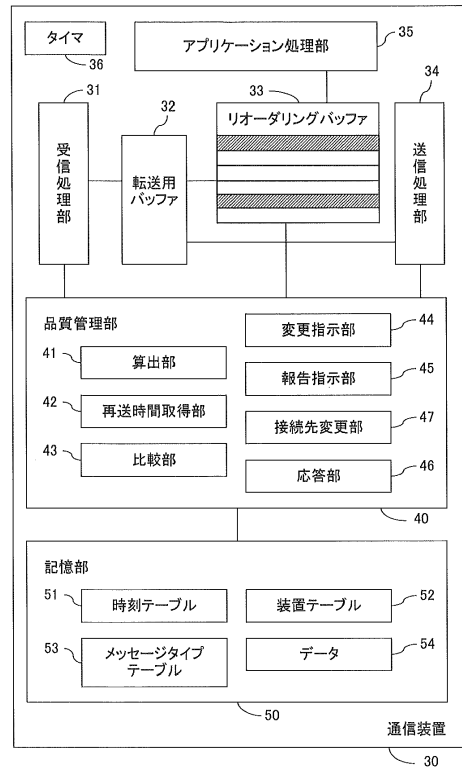 タイマ
36
アプリケーション処理部
35
31
受信処理部
32
転送用
バッファ
33
リオーダリングバッファ
34
送信処理部
品質管理部
41
算出部
42
再送時間取得部
43
比較部
変更指示部
44
報告指示部
45
接続先変更部
47
応答部
46
40
記憶部
51
時刻テーブル
装置テーブル
52
53
メッセージタイプ
テーブル
データ
54
50
通信装置
30